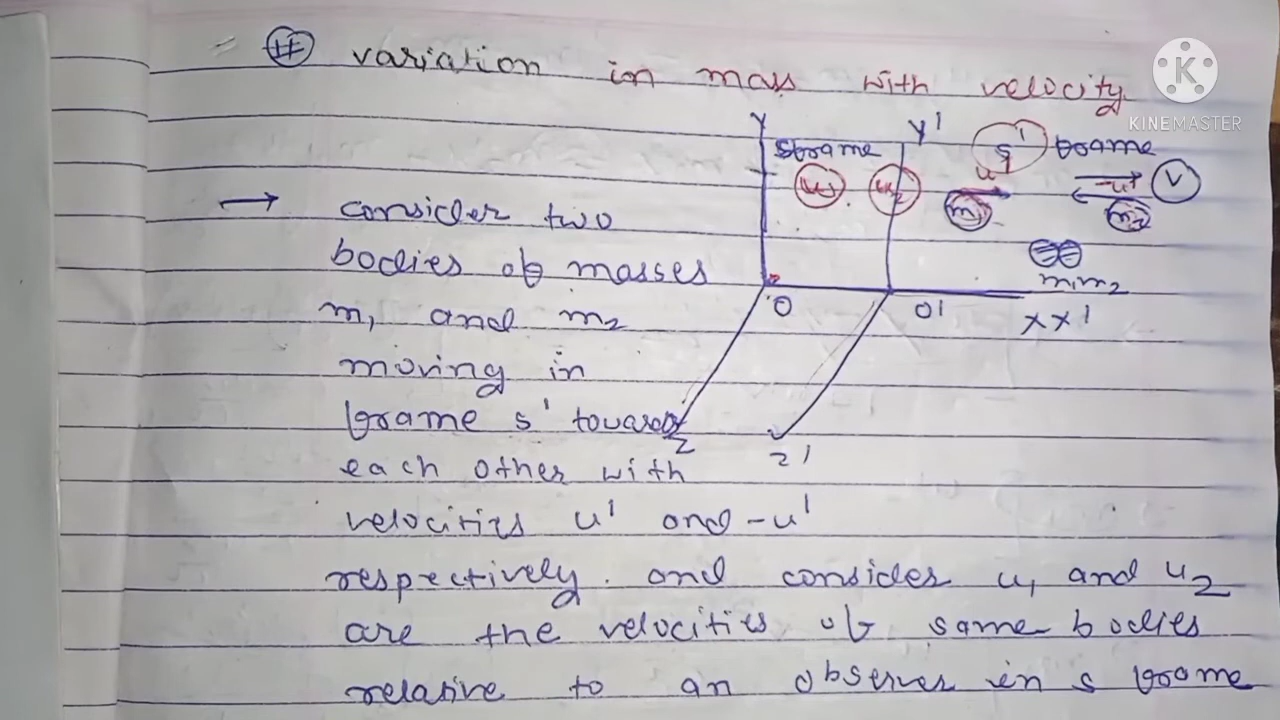 # variation in mass with velocity
KINEMASTER
Y Y'
S frame S' frame
u1 u2 u' -u' V
m1 m2
→ consider two
bodies of masses
m1 m2
m1 and m2
O O' X X'
moving in
frame s' towards
Z Z'
each other with
velocities u' and -u'
respectively. and consider u1 and u2
are the velocities of same bodies
relative to an observer in s frame